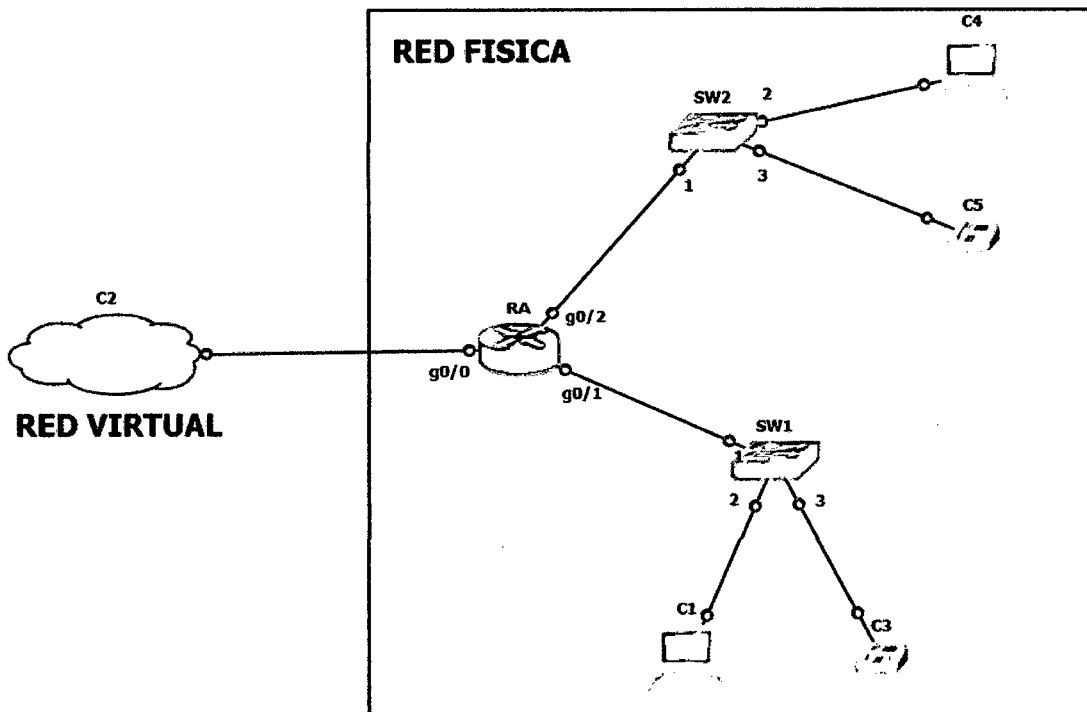 C4
RED FISICA
SW2
2
1
3
C5
C2
RA
g0/2
g0/0
g0/1
RED VIRTUAL
SW1
1
2
3
C1
C3